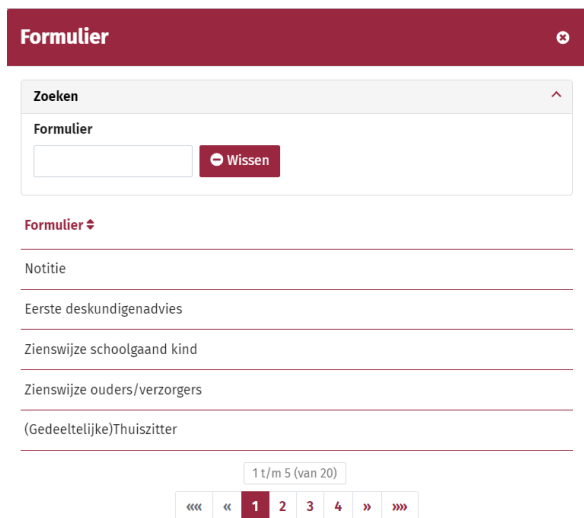 Formulier
Zoeken
Formulier
Wissen
Formulier
Notitie
Eerste deskundigenadvies
Zienswijze schoolgaand kind
Zienswijze ouders/verzorgers
(Gedeeltelijke)Thuiszitter
1 t/m 5 (van 20)
«« « 1 2 3 4 » »»